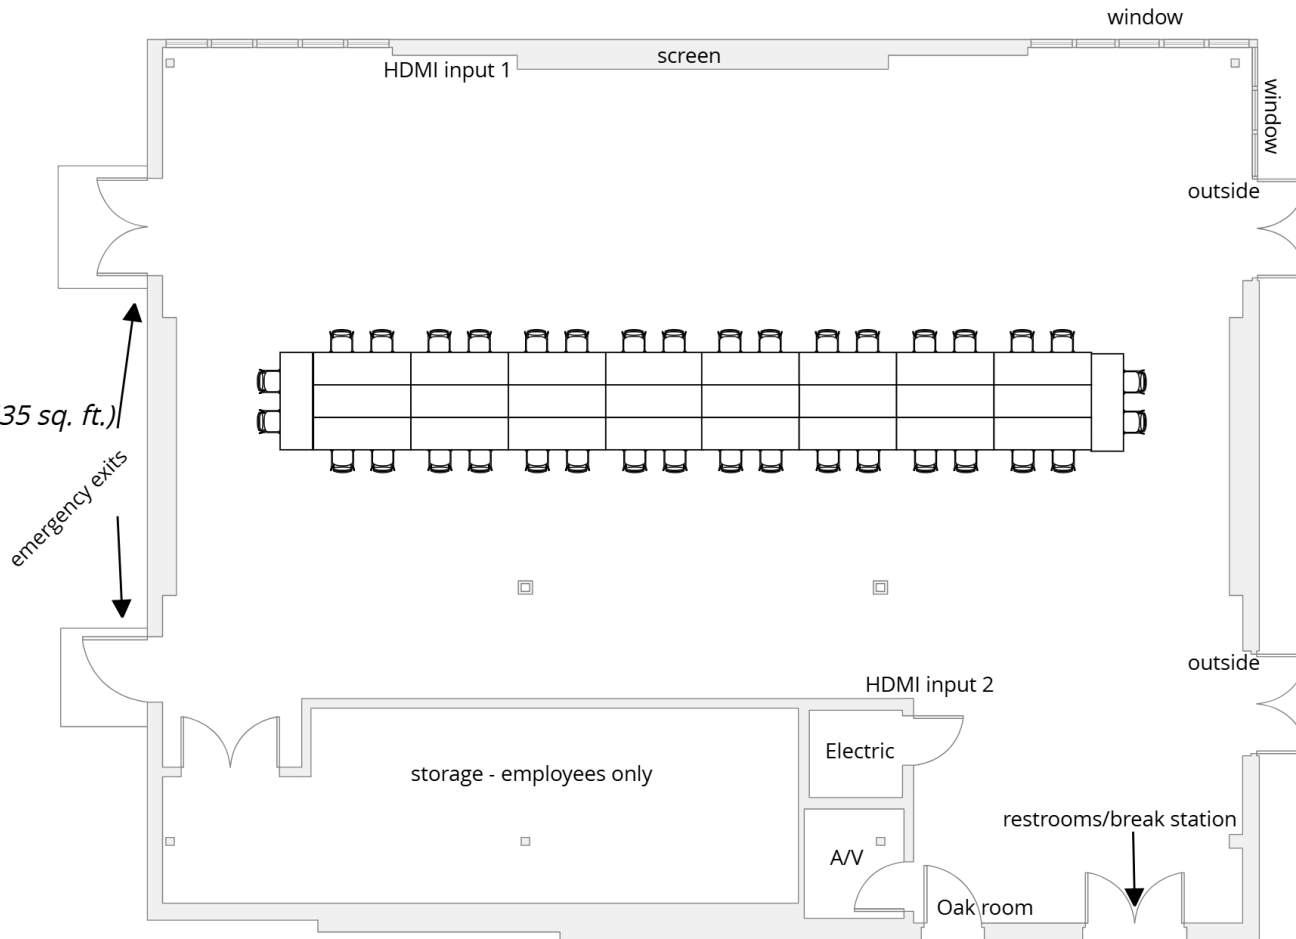 window
screen
HDMI input 1
window
outside
35 sq. ft.)
emergency exits
outside
HDMI input 2
Electric
storage - employees only
restrooms/break station
A/V
Oak room